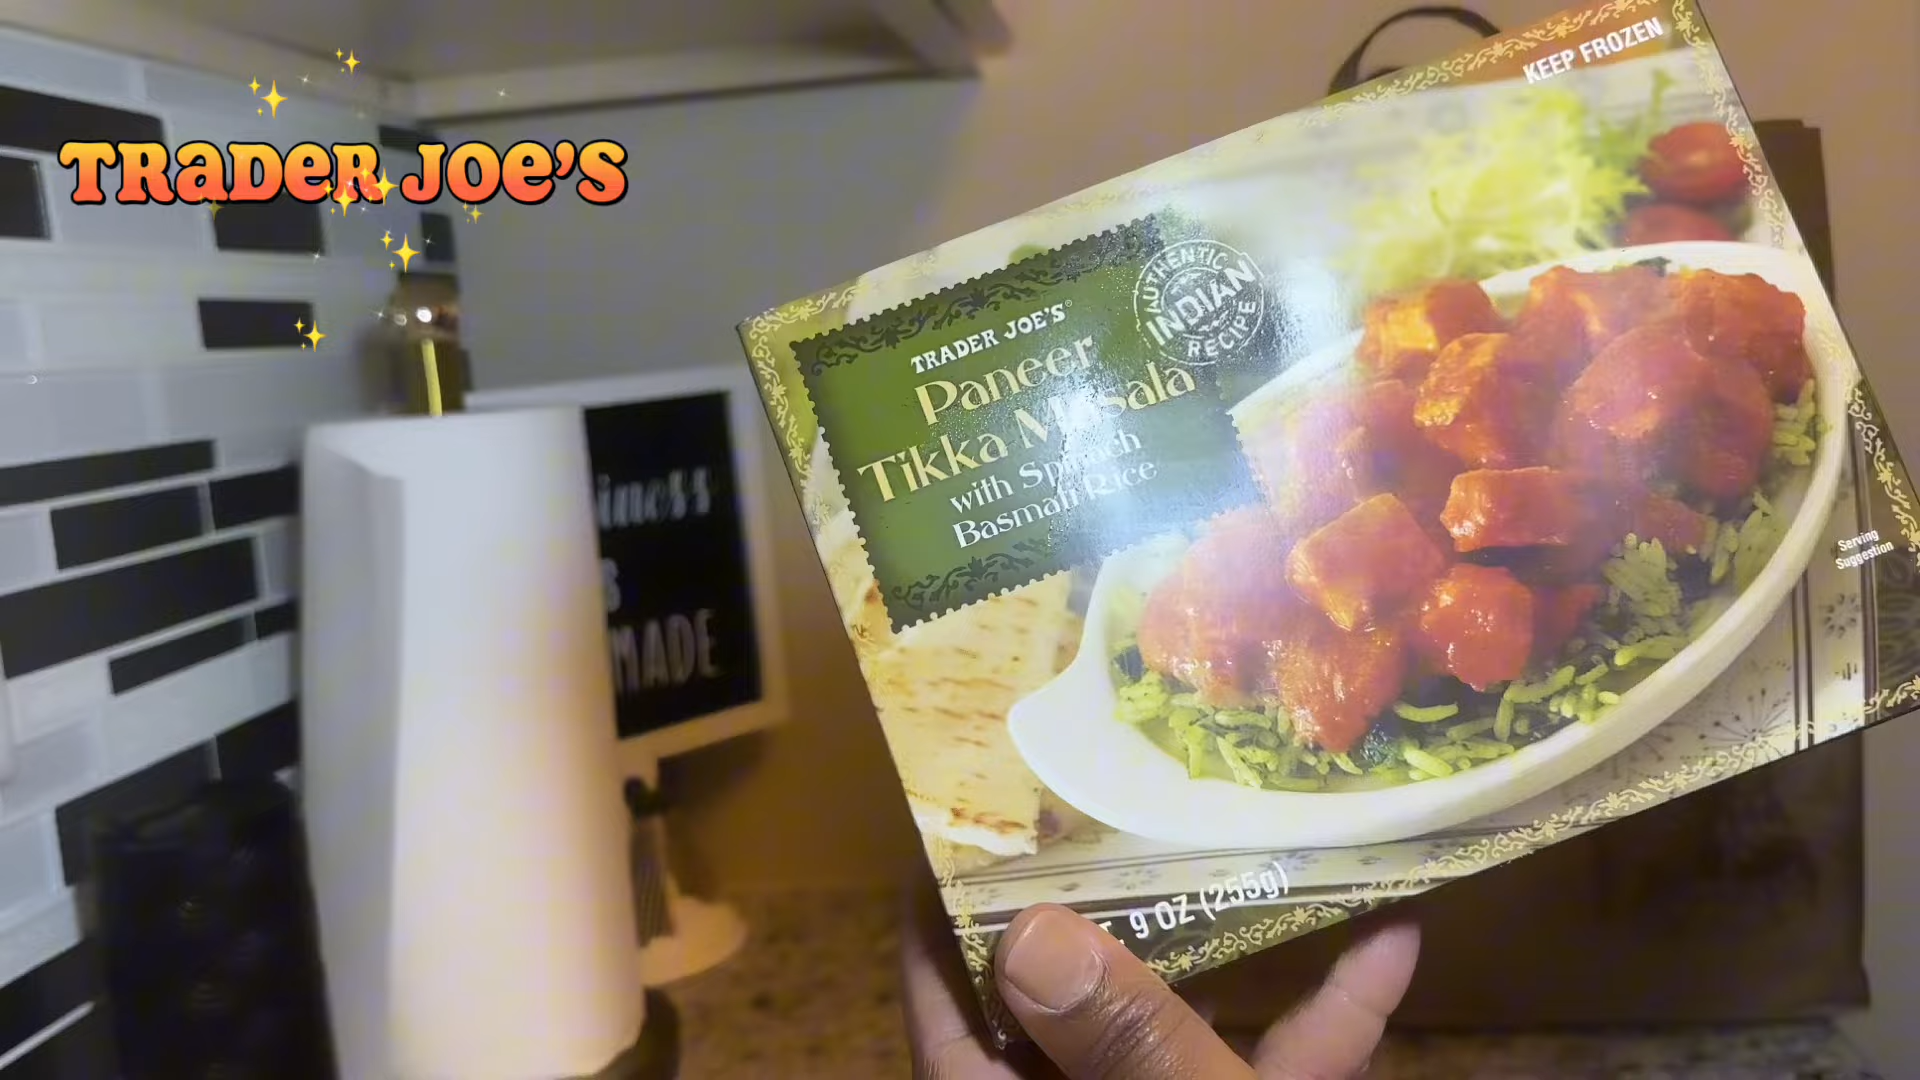 TRADER JOE'S
KEEP FROZEN
AUTHENTIC
INDIAN
RECIPE
TRADER JOE'S
Paneer
Tikka Masala
with Spinach
Basmati Rice
Serving
Suggestion
9 OZ (255g)
MADE